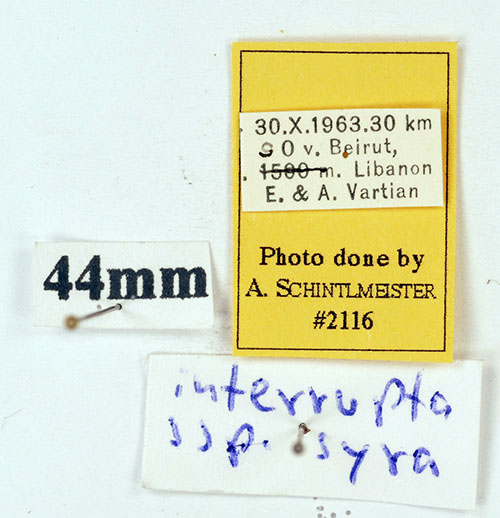 30.X.1963.30 km
O v. Beirut,
1500 m. Libanon
E. & A. Vartian
Photo done by
A. SCHINTLMEISTER
#2116
44mm
interrupta
ssp. syra